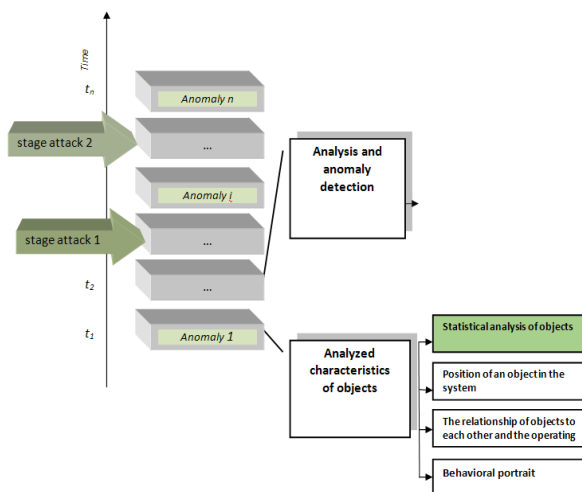 Time
tn
Anomaly n
stage attack 2
...
Analysis and
anomaly
detection
Anomaly i
stage attack 1
...
t2
...
t1
Anomaly 1
Analyzed
characteristics
of objects
Statistical analysis of objects
Position of an object in the
system
The relationship of objects to
each other and the operating
Behavioral portrait